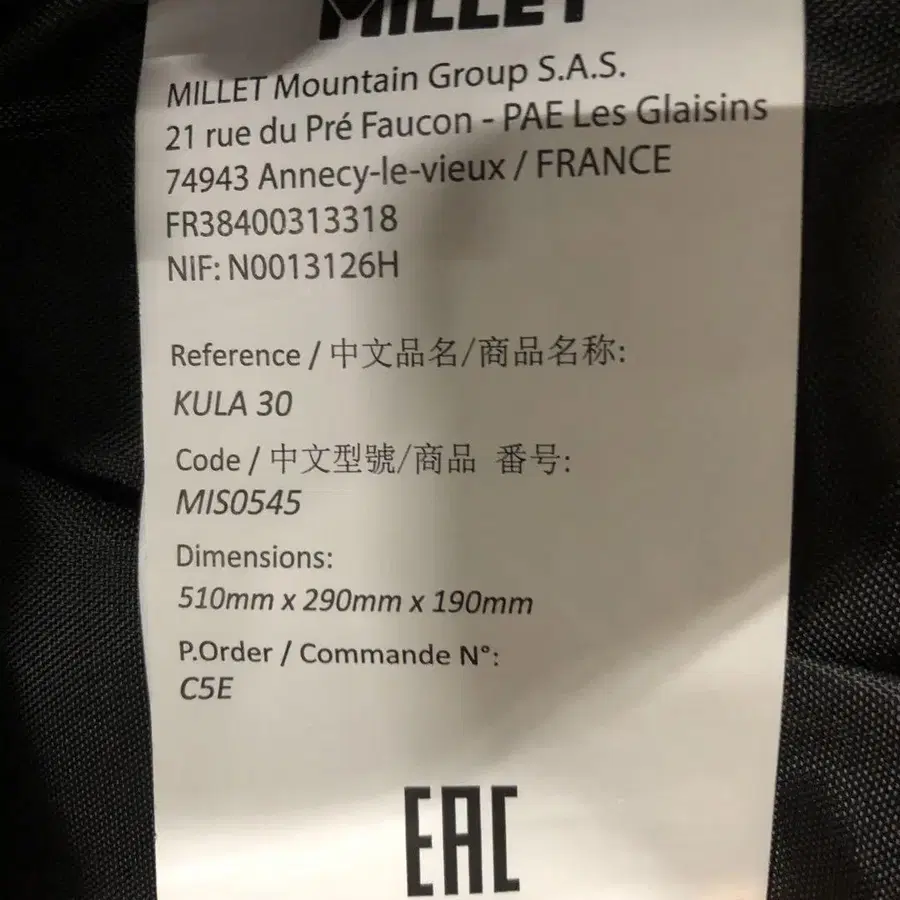 MILLET
MILLET Mountain Group S.A.S.
21 rue du Pré Faucon - PAE Les Glaisins
74943 Annecy-le-vieux / FRANCE
FR38400313318
NIF: N0013126H
Reference / 中文品名/商品名称:
KULA 30
Code / 中文型號/商品 番号:
MIS0545
Dimensions:
510mm x 290mm x 190mm
P.Order / Commande N°:
C5E
EAC